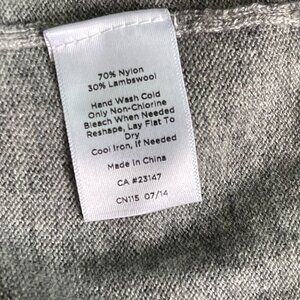 70% Nylon
30% Lambswool
Hand Wash Cold
Only Non-Chlorine
Bleach When Needed
Reshape, Lay Flat To
Dry
Cool Iron, If Needed
Made in China
CA #23147
CN115 07/14